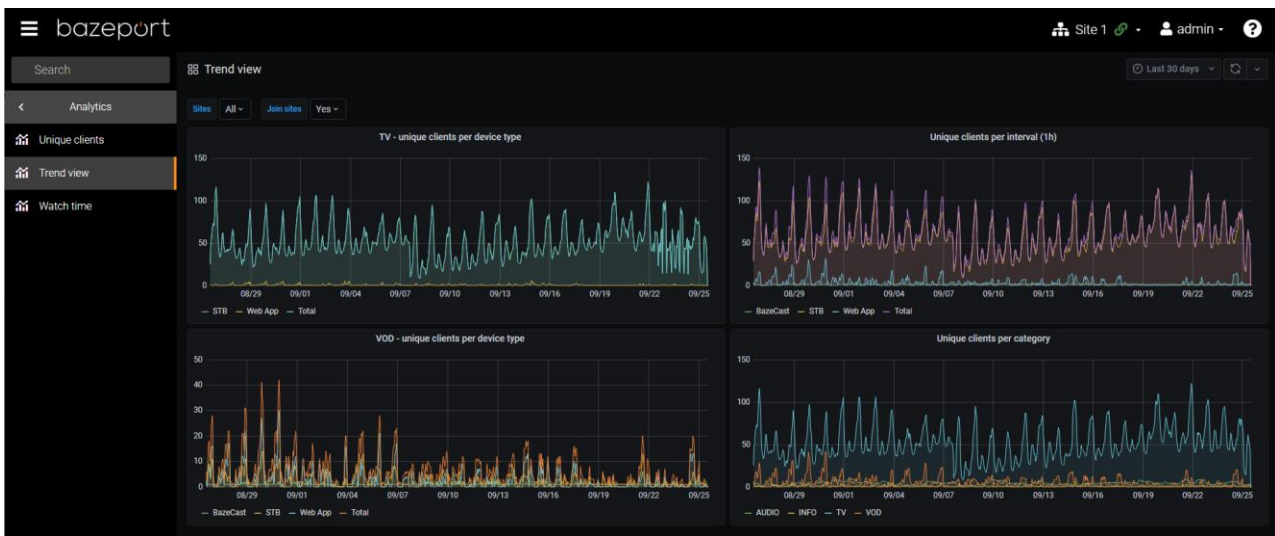 bazeport
Site 1
admin
?
Search
Analytics
Unique clients
Trend view
Watch time
Trend view
Last 30 days
Sites All Join sites Yes
TV - unique clients per device type
150
100
50
0
08/29 09/01 09/04 09/07 09/10 09/13 09/16 09/19 09/22 09/25
STB Web App Total
Unique clients per interval (1h)
150
100
50
0
08/29 09/01 09/04 09/07 09/10 09/13 09/16 09/19 09/22 09/25
BazeCast STB Web App Total
VOD - unique clients per device type
50
40
30
20
10
0
08/29 09/01 09/04 09/07 09/10 09/13 09/16 09/19 09/22 09/25
BazeCast STB Web App Total
Unique clients per category
150
100
50
0
08/29 09/01 09/04 09/07 09/10 09/13 09/16 09/19 09/22 09/25
AUDIO INFO TV VOD